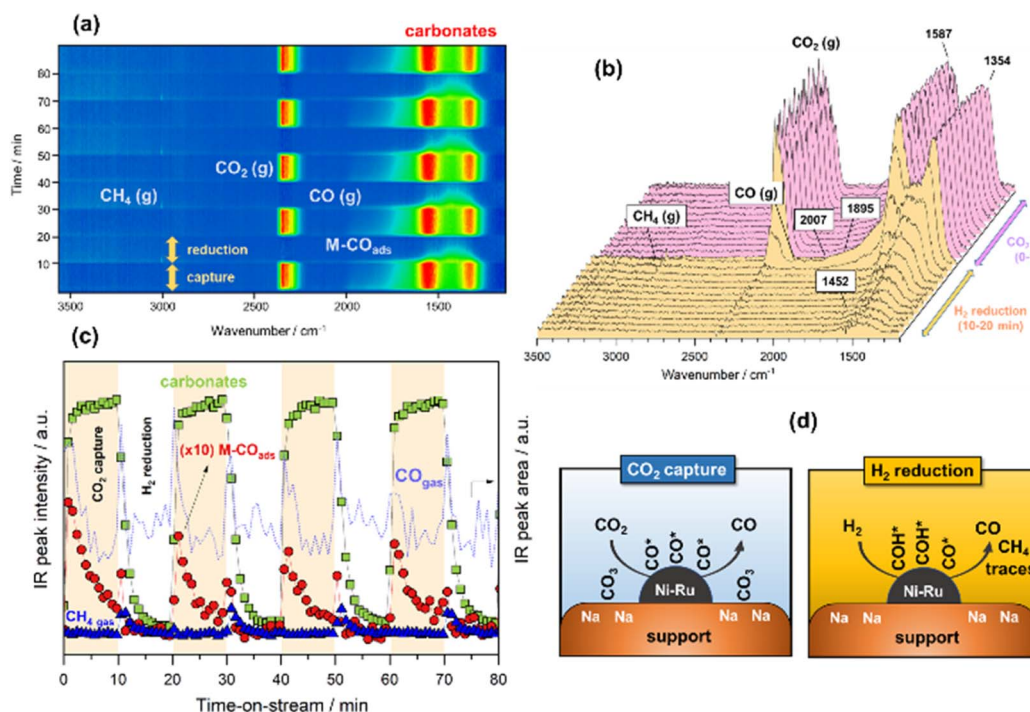 (a)
carbonates
Time / min
80
70
60
50
40
30
20
10
CH₄ (g)
CO₂ (g)
CO (g)
M-COads
reduction
capture
3500
3000
2500
2000
1500
Wavenumber / cm⁻¹
(b)
CO₂ (g)
1587
1354
CO (g)
CH₄ (g)
2007
1895
1452
CO₂
(0-
H₂ reduction
(10-20 min)
3500
3000
2500
2000
1500
Wavenumber / cm⁻¹
(c)
carbonates
CO₂ capture
H₂ reduction
(x10) M-COads
COgas
CH₄ gas
IR peak intensity / a.u.
IR peak area / a.u.
0
10
20
30
40
50
60
70
80
Time-on-stream / min
(d)
CO₂ capture
CO₂
CO
CO*
CO*
CO*
CO₃
CO₃
Ni-Ru
Na
Na
Na
Na
support
H₂ reduction
H₂
COH*
COH*
CO*
CO
CH₄
traces
Ni-Ru
Na
Na
Na
Na
support